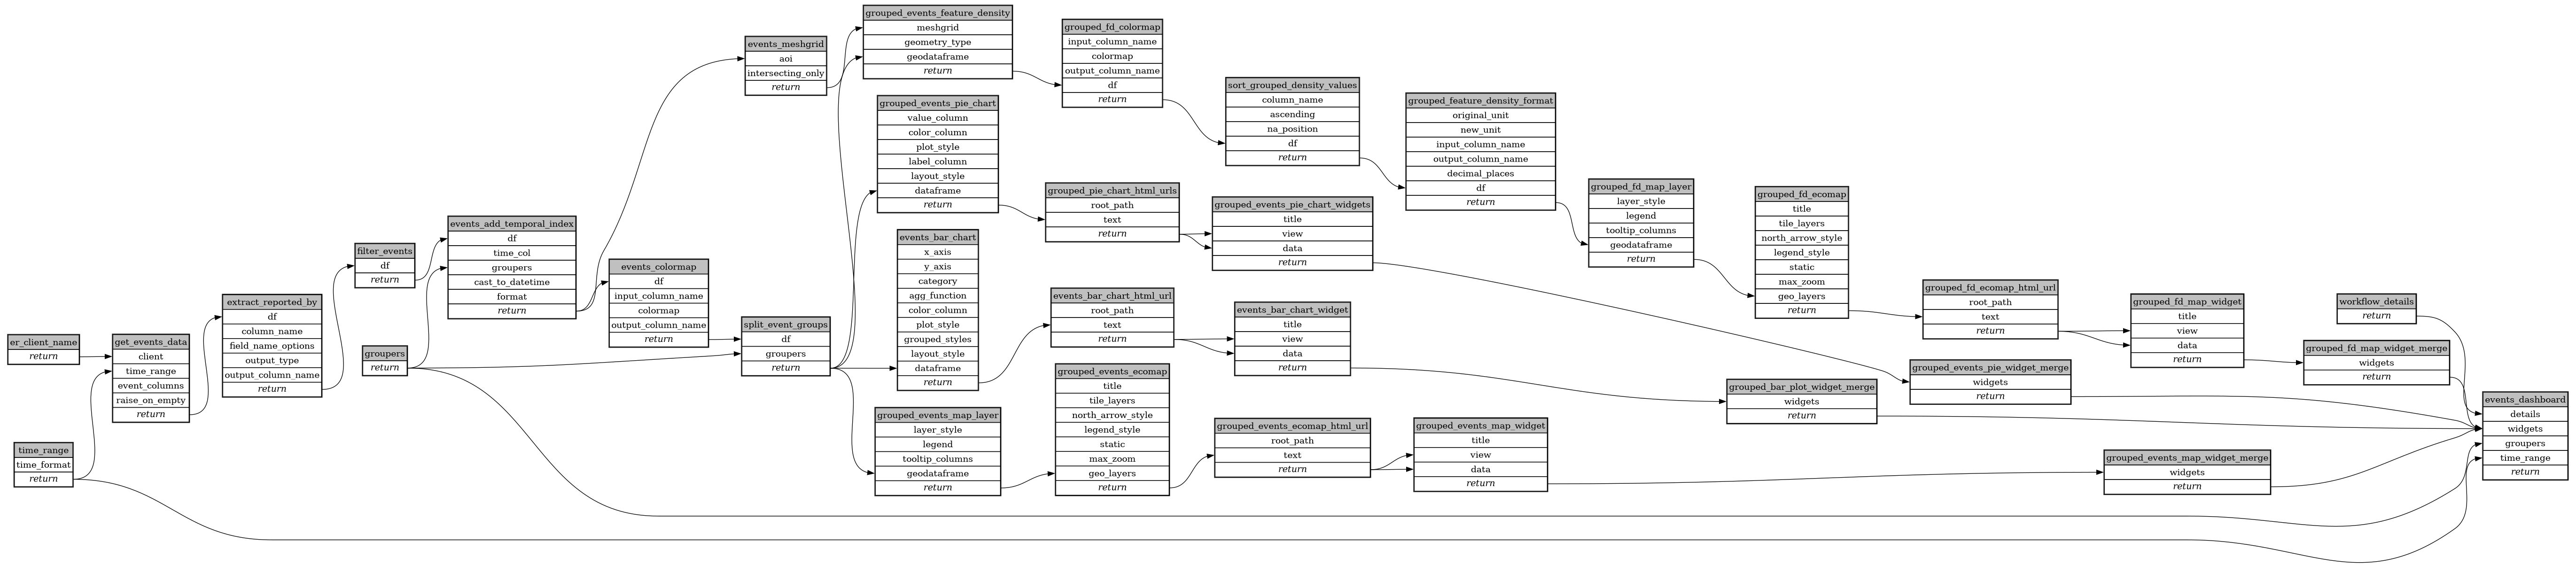 er_client_name
return
time_range
time_format
return
get_events_data
client
time_range
event_columns
raise_on_empty
return
extract_reported_by
df
column_name
field_name_options
output_type
output_column_name
return
filter_events
df
return
groupers
return
events_add_temporal_index
df
time_col
groupers
cast_to_datetime
format
return
events_colormap
df
input_column_name
colormap
output_column_name
return
events_meshgrid
aoi
intersecting_only
return
split_event_groups
df
groupers
return
grouped_events_feature_density
meshgrid
geometry_type
geodataframe
return
grouped_events_pie_chart
value_column
color_column
plot_style
label_column
layout_style
dataframe
return
events_bar_chart
x_axis
y_axis
category
agg_function
color_column
plot_style
grouped_styles
layout_style
dataframe
return
grouped_events_map_layer
layer_style
legend
tooltip_columns
geodataframe
return
grouped_fd_colormap
input_column_name
colormap
output_column_name
df
return
grouped_pie_chart_html_urls
root_path
text
return
events_bar_chart_html_url
root_path
text
return
grouped_events_ecomap
title
tile_layers
north_arrow_style
legend_style
static
max_zoom
geo_layers
return
sort_grouped_density_values
column_name
ascending
na_position
df
return
grouped_events_pie_chart_widgets
title
view
data
return
events_bar_chart_widget
title
view
data
return
grouped_events_ecomap_html_url
root_path
text
return
grouped_feature_density_format
original_unit
new_unit
input_column_name
output_column_name
decimal_places
df
return
grouped_events_map_widget
title
view
data
return
grouped_fd_map_layer
layer_style
legend
tooltip_columns
geodataframe
return
grouped_fd_ecomap
title
tile_layers
north_arrow_style
legend_style
static
max_zoom
geo_layers
return
grouped_bar_plot_widget_merge
widgets
return
grouped_fd_ecomap_html_url
root_path
text
return
grouped_events_pie_widget_merge
widgets
return
grouped_fd_map_widget
title
view
data
return
grouped_events_map_widget_merge
widgets
return
workflow_details
return
grouped_fd_map_widget_merge
widgets
return
events_dashboard
details
widgets
groupers
time_range
return